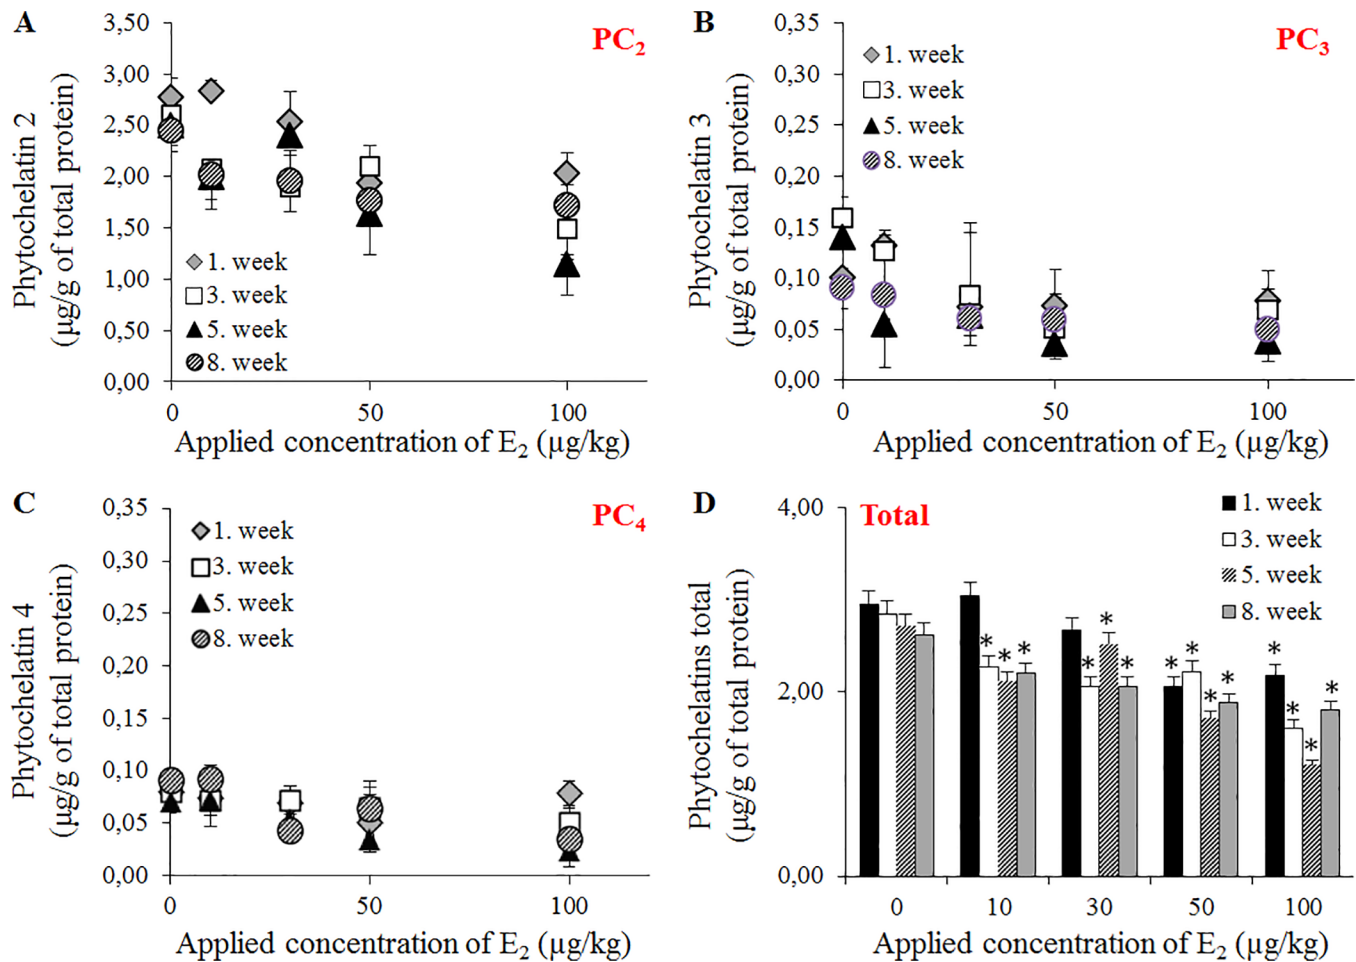 A
PC2
Phytochelatin 2
(µg/g of total protein)
3,50
3,00
2,50
2,00
1,50
1,00
0,50
0,00
1. week
3. week
5. week
8. week
0
50
100
Applied concentration of E2 (µg/kg)
B
PC3
Phytochelatin 3
(µg/g of total protein)
0,35
0,30
0,25
0,20
0,15
0,10
0,05
0,00
1. week
3. week
5. week
8. week
0
50
100
Applied concentration of E2 (µg/kg)
C
PC4
Phytochelatin 4
(µg/g of total protein)
0,35
0,30
0,25
0,20
0,15
0,10
0,05
0,00
1. week
3. week
5. week
8. week
0
50
100
Applied concentration of E2 (µg/kg)
D
Total
Phytochelatins total
(µg/g of total protein)
4,00
2,00
0,00
1. week
3. week
5. week
8. week
* * *
* * *
* * * *
* * * *
0
10
30
50
100
Applied concentration of E2 (µg/kg)